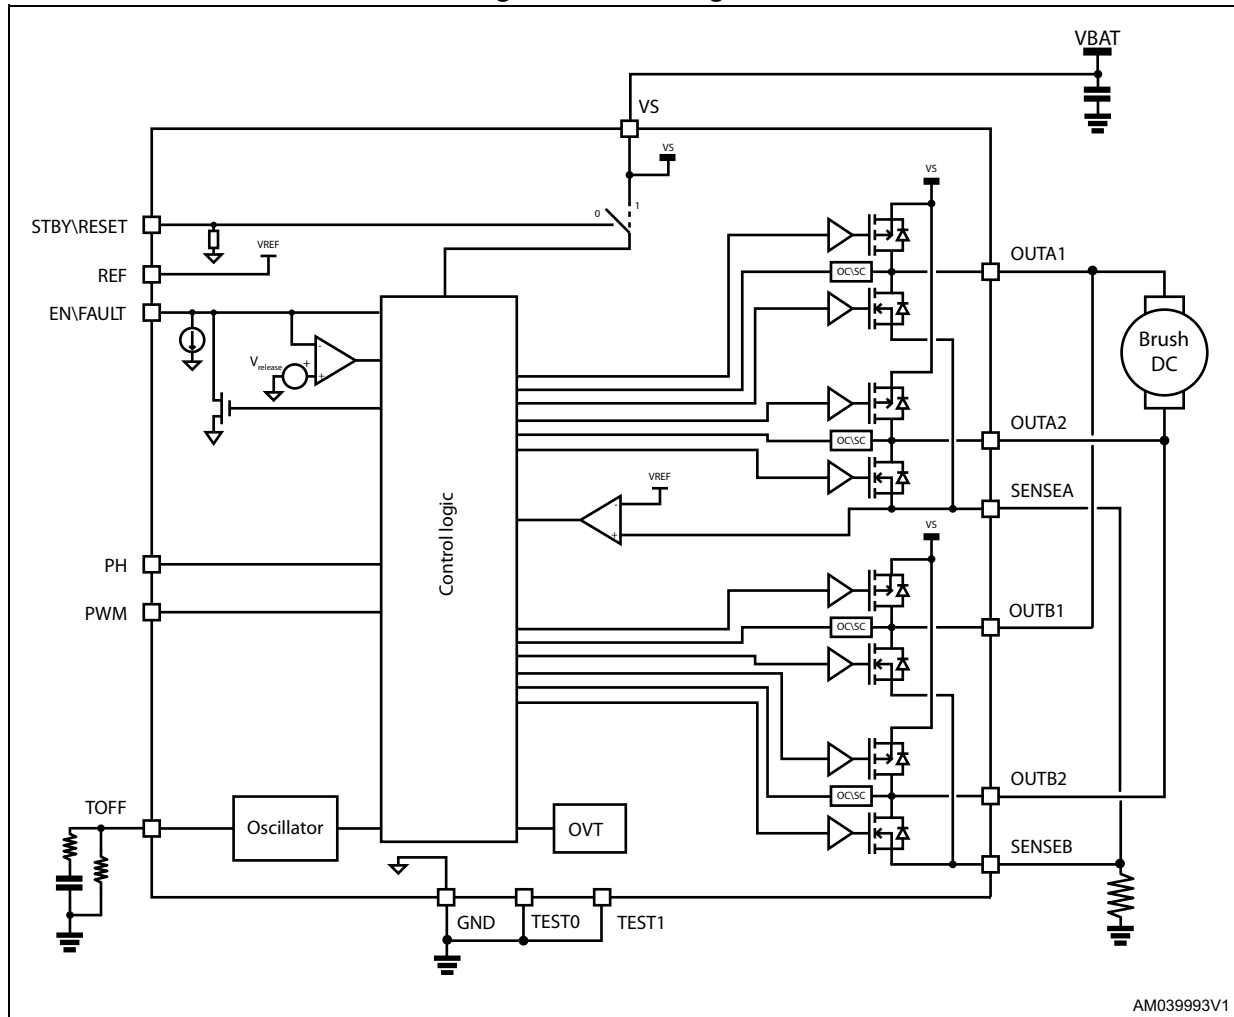 VBAT
VS
VS
VS
0
1
STBY\RESET
VREF
REF
OUTA1
OC\SC
EN\FAULT
Brush
DC
-
Vrelease
+
+
OUTA2
OC\SC
VREF
SENSEA
-
+
Control logic
VS
PH
PWM
OC\SC
OUTB1
TOFF
Oscillator
OVT
OC\SC
OUTB2
SENSEB
GND
TEST0
TEST1
AM039993V1